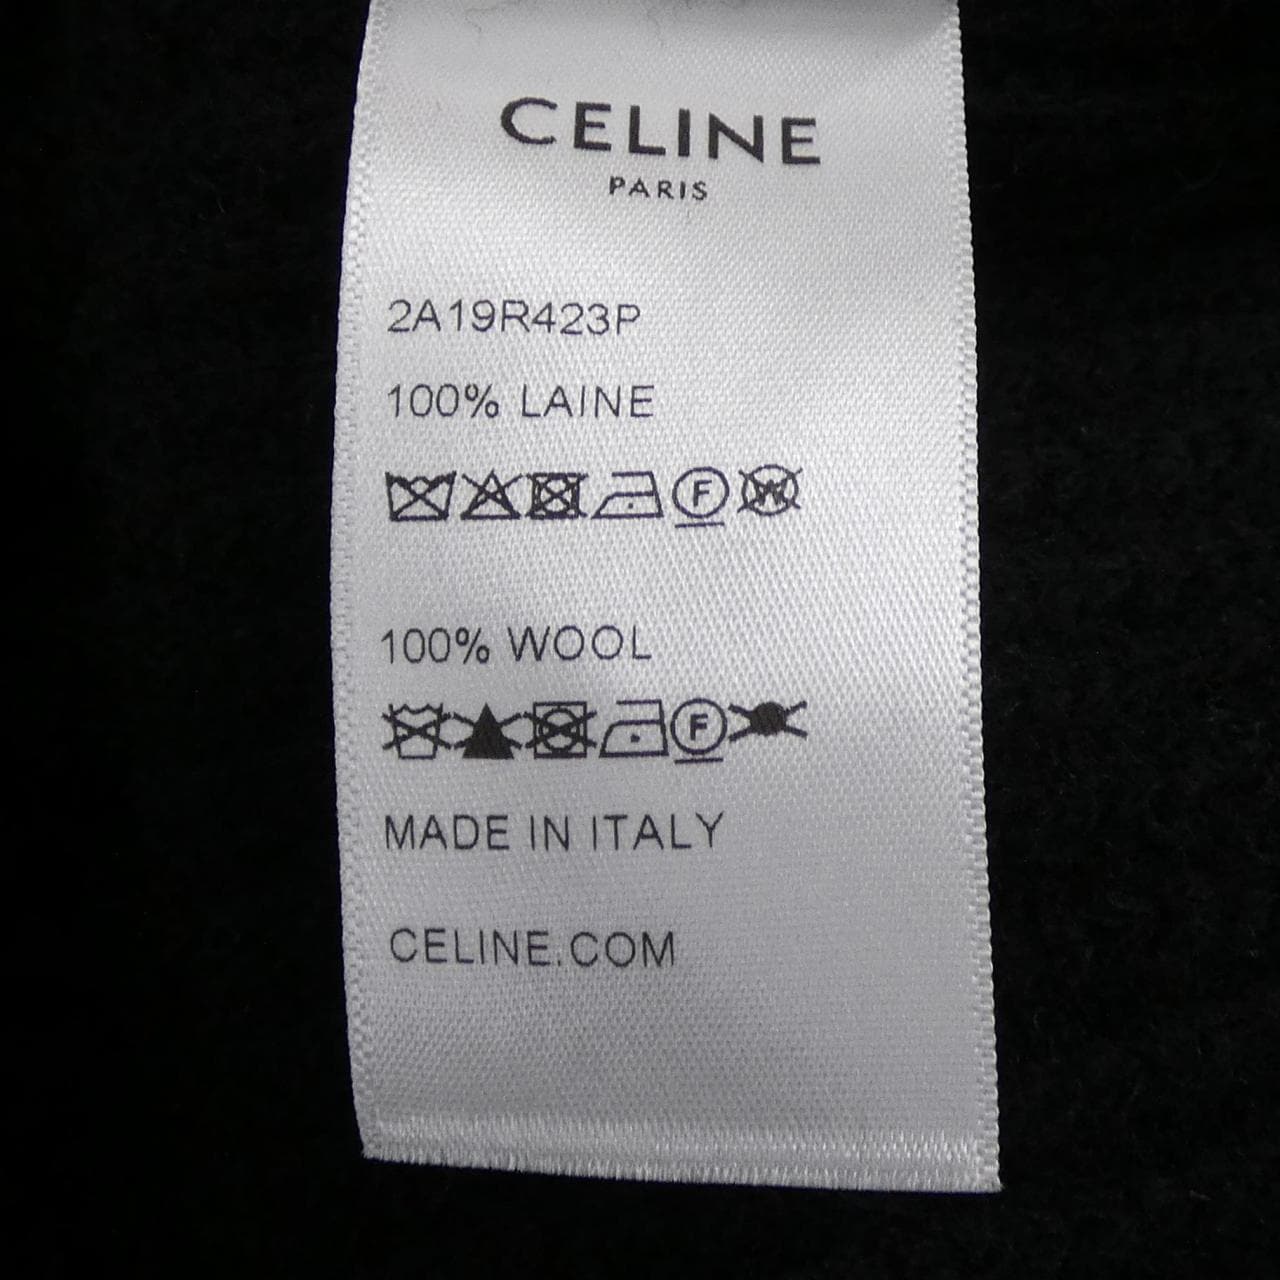 CELINE
PARIS
2A19R423P
100% LAINE
F W
100% WOOL
F
MADE IN ITALY
CELINE.COM